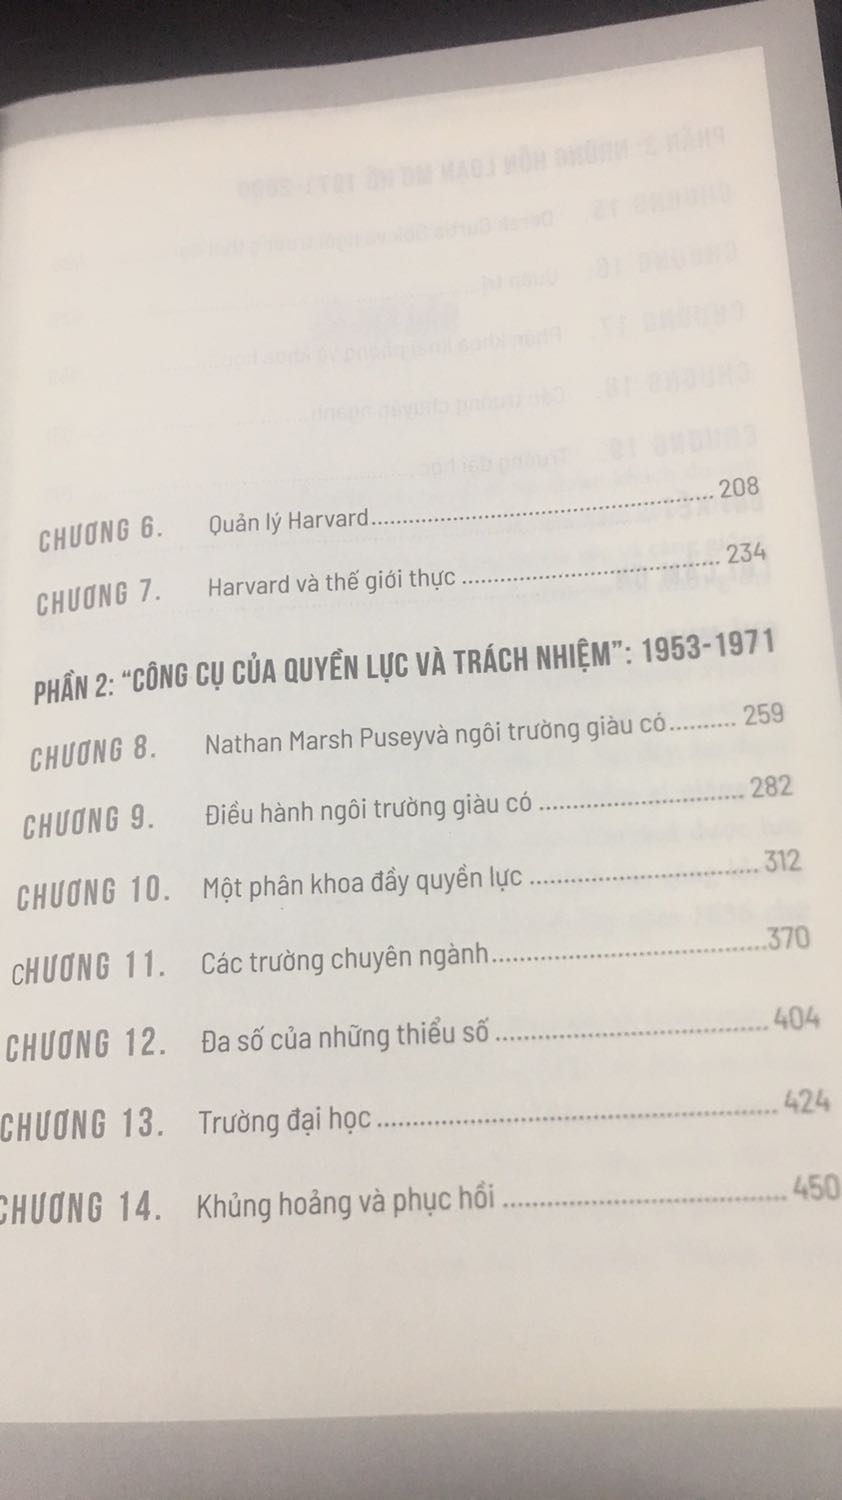 CHƯƠNG 6. Quản lý Harvard........................................................ 208
CHƯƠNG 7. Harvard và thế giới thực .......................................... 234
PHẦN 2: “CÔNG CỤ CỦA QUYỀN LỰC VÀ TRÁCH NHIỆM”: 1953-1971
CHƯƠNG 8. Nathan Marsh Puseyvà ngôi trường giàu có.......... 259
CHƯƠNG 9. Điều hành ngôi trường giàu có ............................... 282
CHƯƠNG 10. Một phân khoa đầy quyền lực .................................. 312
CHƯƠNG 11. Các trường chuyên ngành.........................................370
CHƯƠNG 12. Đa số của những thiểu số ......................................... 404
CHƯƠNG 13. Trường đại học ........................................................... 424
CHƯƠNG 14. Khủng hoảng và phục hồi ......................................... 450